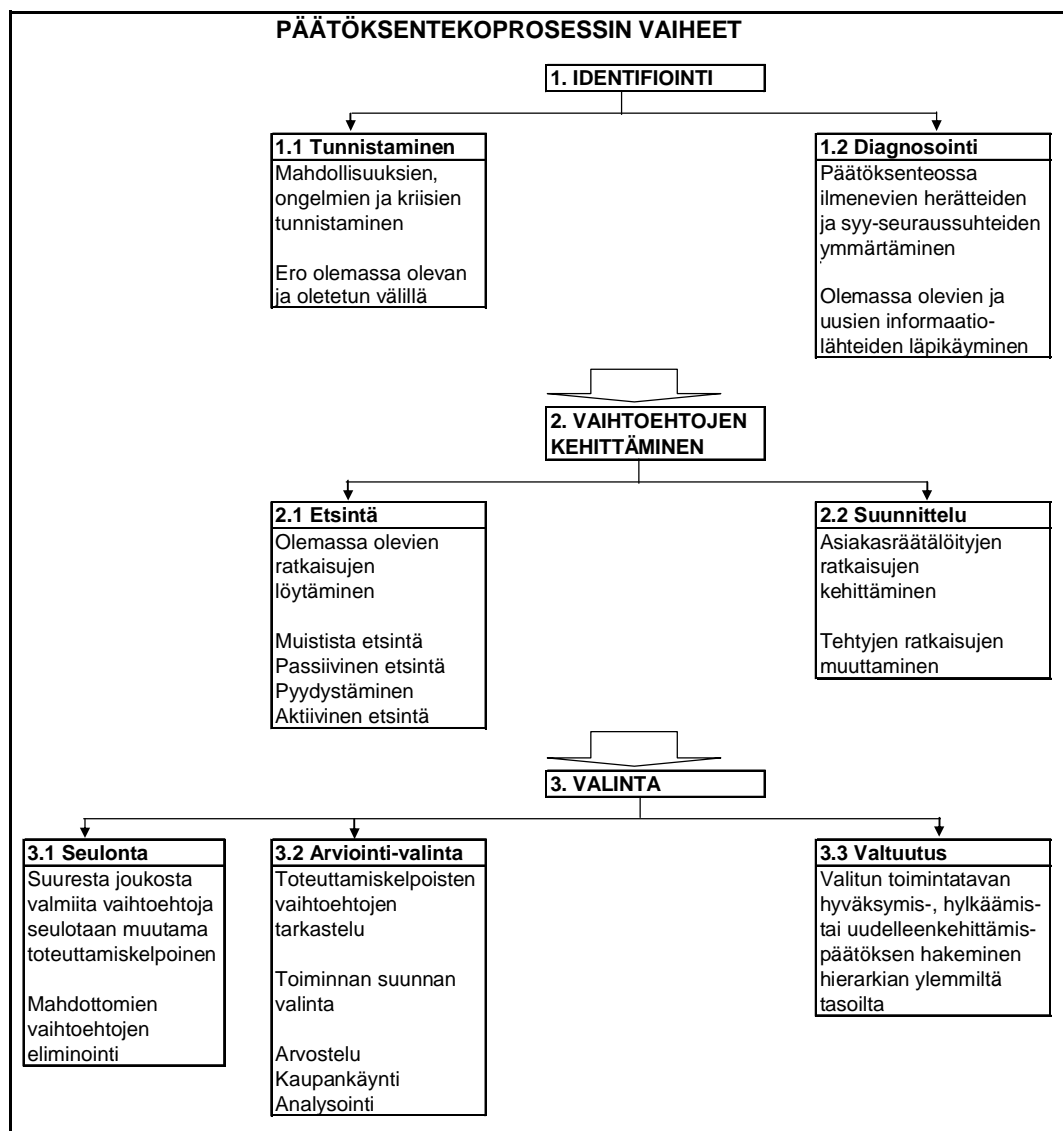 PÄÄTÖKSENTEKOPROSESSIN VAIHEET
1. IDENTIFIOINTI
1.1 Tunnistaminen
Mahdollisuuksien,
ongelmien ja kriisien
tunnistaminen
Ero olemassa olevan
ja oletetun välillä
1.2 Diagnosointi
Päätöksenteossa
ilmenevien herätteiden
ja syy-seuraussuhteiden
ymmärtäminen
.
Olemassa olevien ja
uusien informaatio-
lähteiden läpikäyminen
2. VAIHTOEHTOJEN
KEHITTÄMINEN
2.1 Etsintä
Olemassa olevien
ratkaisujen
löytäminen
Muistista etsintä
Passiivinen etsintä
Pyydystäminen
Aktiivinen etsintä
2.2 Suunnittelu
Asiakasräätälöityjen
ratkaisujen
kehittäminen
Tehtyjen ratkaisujen
muuttaminen
3. VALINTA
3.1 Seulonta
Suuresta joukosta
valmiita vaihtoehtoja
seulotaan muutama
toteuttamiskelpoinen
Mahdottomien
vaihtoehtojen
eliminointi
3.2 Arviointi-valinta
Toteuttamiskelpoisten
vaihtoehtojen
tarkastelu
Toiminnan suunnan
valinta
Arvostelu
Kaupankäynti
Analysointi
3.3 Valtuutus
Valitun toimintatavan
hyväksymis-, hylkäämis-
tai uudelleenkehittämis-
päätöksen hakeminen
hierarkian ylemmiltä
tasoilta